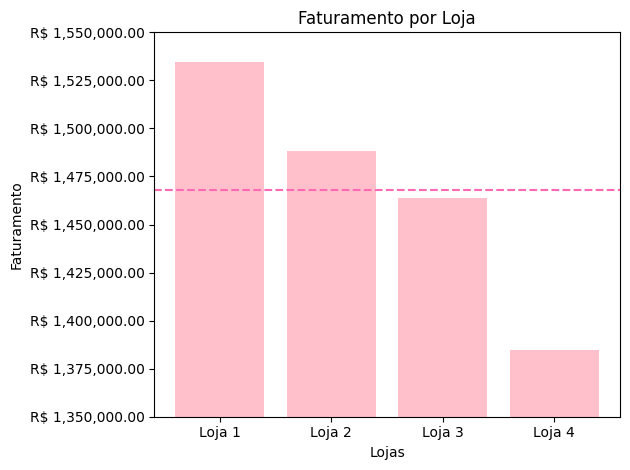 Faturamento por Loja
R$ 1,550,000.00
R$ 1,525,000.00
R$ 1,500,000.00
R$ 1,475,000.00
R$ 1,450,000.00
R$ 1,425,000.00
R$ 1,400,000.00
R$ 1,375,000.00
R$ 1,350,000.00
Faturamento
Loja 1 Loja 2 Loja 3 Loja 4
Lojas